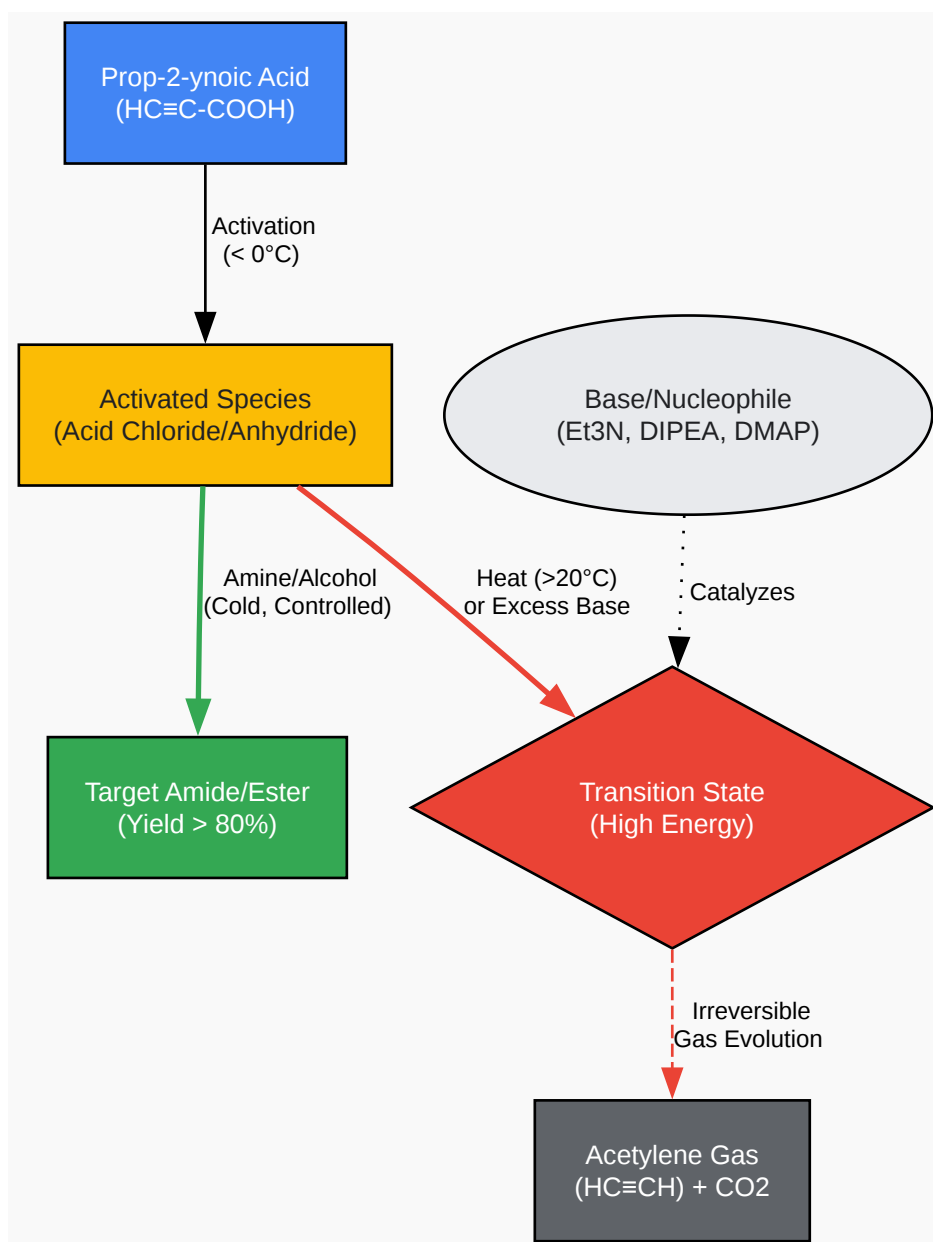 Prop-2-ynoic Acid
(HC≡C-COOH)
Activation
(< 0°C)
Activated Species
(Acid Chloride/Anhydride)
Base/Nucleophile
(Et3N, DIPEA, DMAP)
Amine/Alcohol
(Cold, Controlled)
Heat (>20°C)
or Excess Base
Catalyzes
Target Amide/Ester
(Yield > 80%)
Transition State
(High Energy)
Irreversible
Gas Evolution
Acetylene Gas
(HC≡CH) + CO2